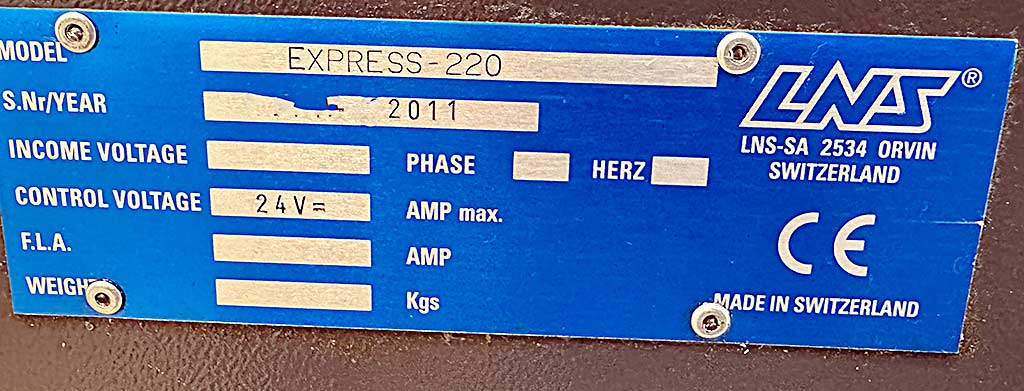 MODEL EXPRESS-220
S.Nr/YEAR 2011
INCOME VOLTAGE PHASE HERZ
CONTROL VOLTAGE 24V= AMP max.
F.L.A. AMP
WEIGHT Kgs
LNS®
LNS-SA 2534 ORVIN
SWITZERLAND
CE
MADE IN SWITZERLAND